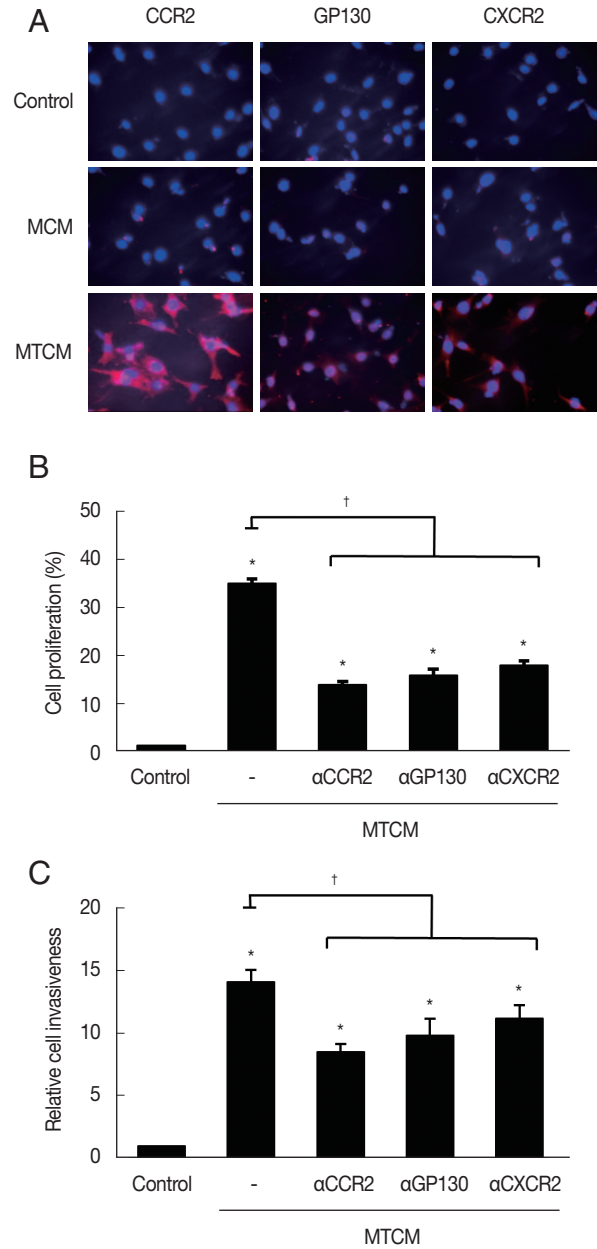 A
CCR2 GP130 CXCR2
Control
MCM
MTCM
B
Cell proliferation (%)
50
40
30
20
10
0
†
* * * *
Control - αCCR2 αGP130 αCXCR2
MTCM
C
Relative cell invasiveness
20
15
10
5
0
†
* * * *
Control - αCCR2 αGP130 αCXCR2
MTCM